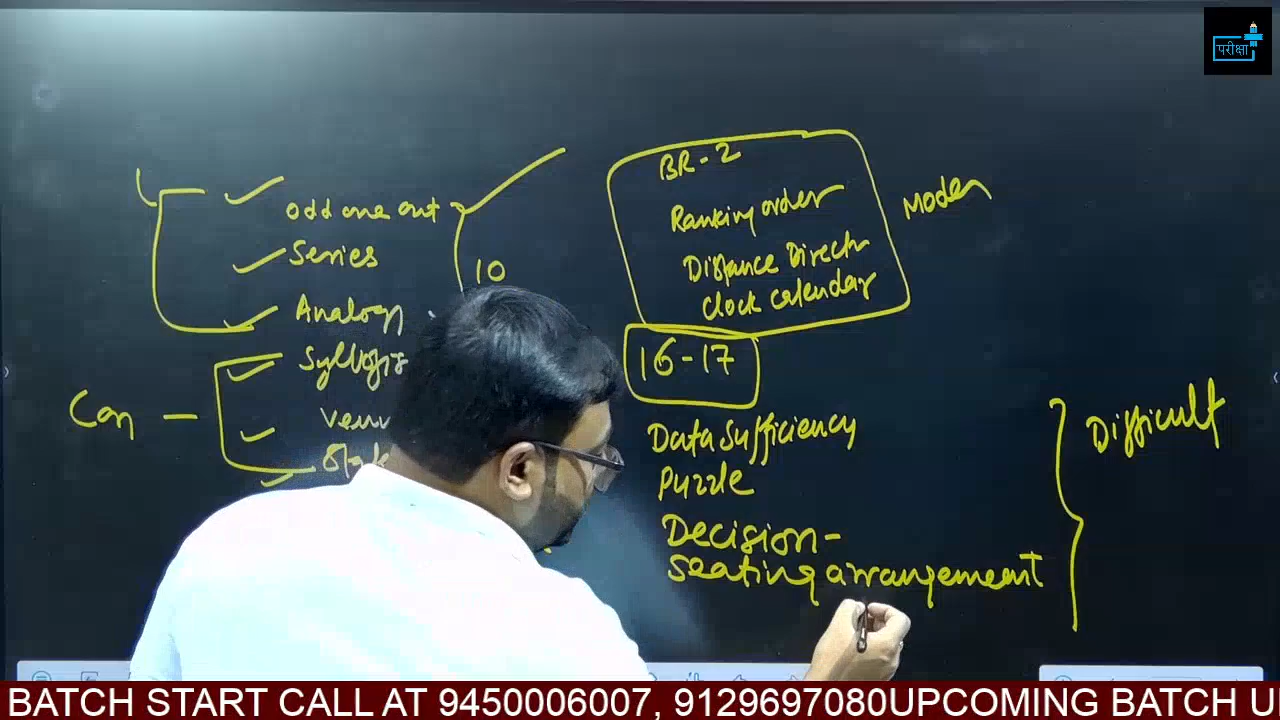 परीक्षा
odd one out
Series
10
Analogy
Can –
BR - 2
Ranking order
Distance Directn
Clock calendar
Moder
16 - 17
Data Sufficiency
Puzzle
Decision -
Seating arrangement
Difficult
BATCH START CALL AT 9450006007, 9129697080UPCOMING BATCH U